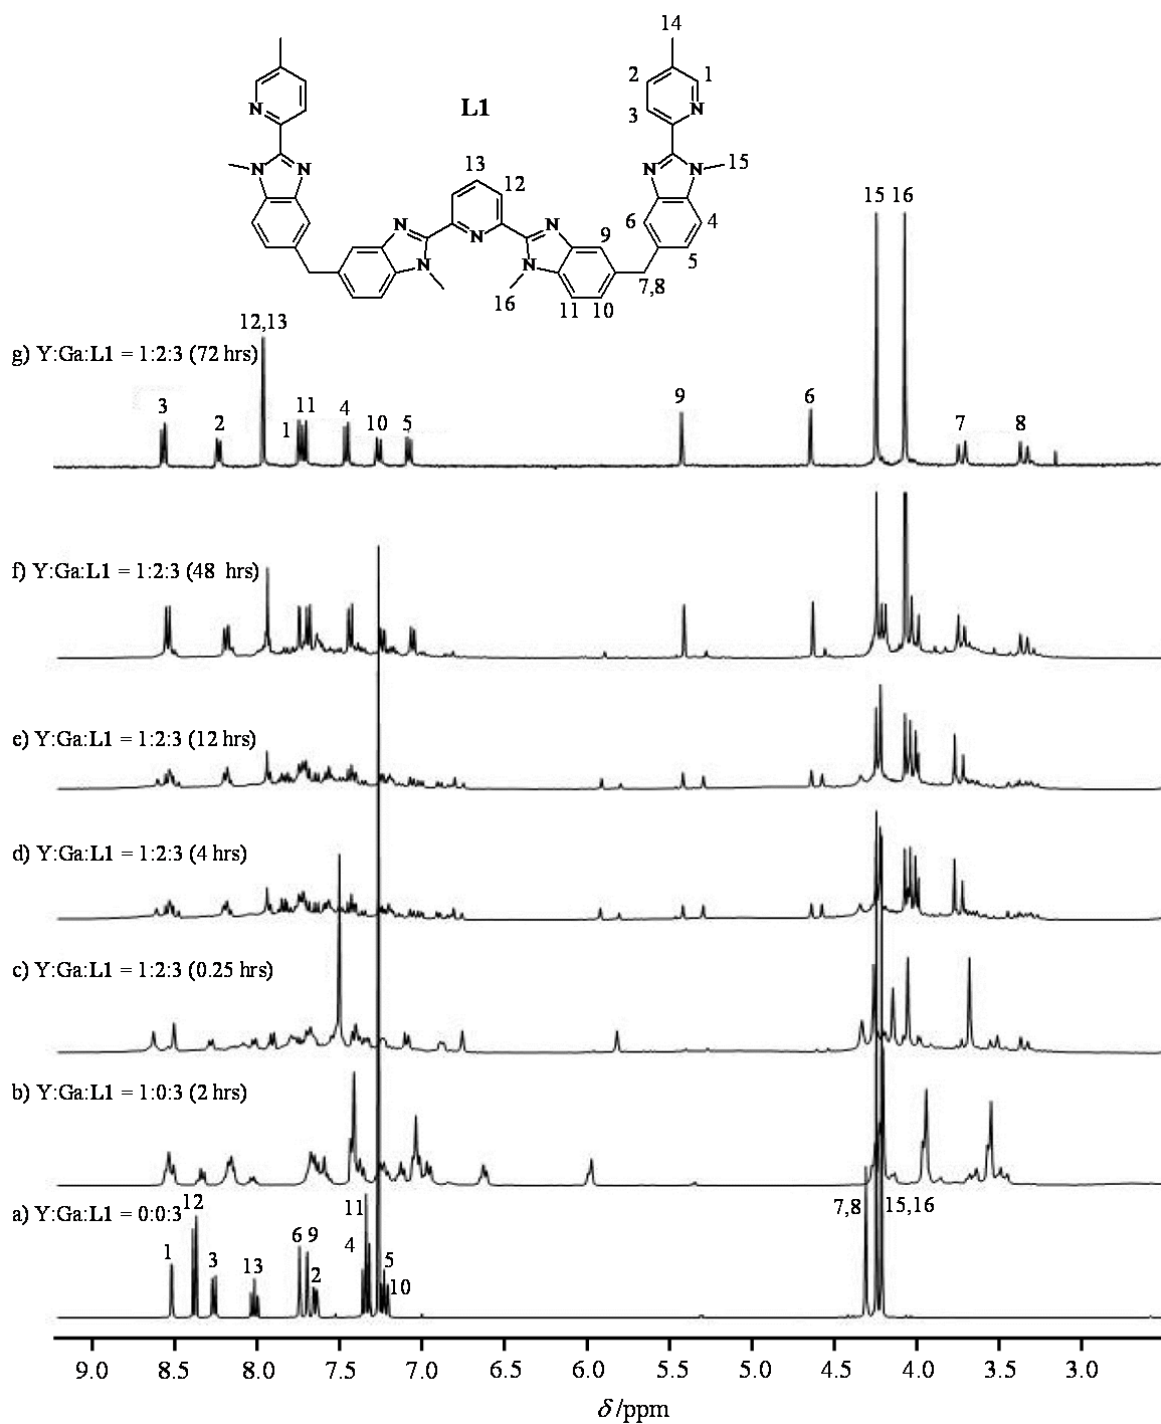 14
2
1
N
N
L1
3
N
N
N
N
15
13
12
6
4
9
5
N
N
N
N
N
7,8
16
11
10
15 16
12,13
g) Y:Ga:L1 = 1:2:3 (72 hrs)
3
2
1
11
4
10
5
9
6
7
8
f) Y:Ga:L1 = 1:2:3 (48 hrs)
e) Y:Ga:L1 = 1:2:3 (12 hrs)
d) Y:Ga:L1 = 1:2:3 (4 hrs)
c) Y:Ga:L1 = 1:2:3 (0.25 hrs)
b) Y:Ga:L1 = 1:0:3 (2 hrs)
a) Y:Ga:L1 = 0:0:3
12
11
7,8
15,16
1
3
13
6 9
2
4
5
10
9.0 8.5 8.0 7.5 7.0 6.5 6.0 5.5 5.0 4.5 4.0 3.5 3.0
δ /ppm